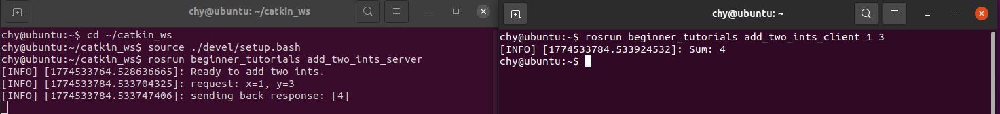 chy@ubuntu: ~/catkin_ws
chy@ubuntu:~$ cd ~/catkin_ws
chy@ubuntu:~/catkin_ws$ source ./devel/setup.bash
chy@ubuntu:~/catkin_ws$ rosrun beginner_tutorials add_two_ints_server
[INFO] [1774533764.528636665]: Ready to add two ints.
[INFO] [1774533784.533704325]: request: x=1, y=3
[INFO] [1774533784.533747406]: sending back response: [4]
chy@ubuntu: ~
chy@ubuntu:~$ rosrun beginner_tutorials add_two_ints_client 1 3
[INFO] [1774533784.533924532]: Sum: 4
chy@ubuntu:~$